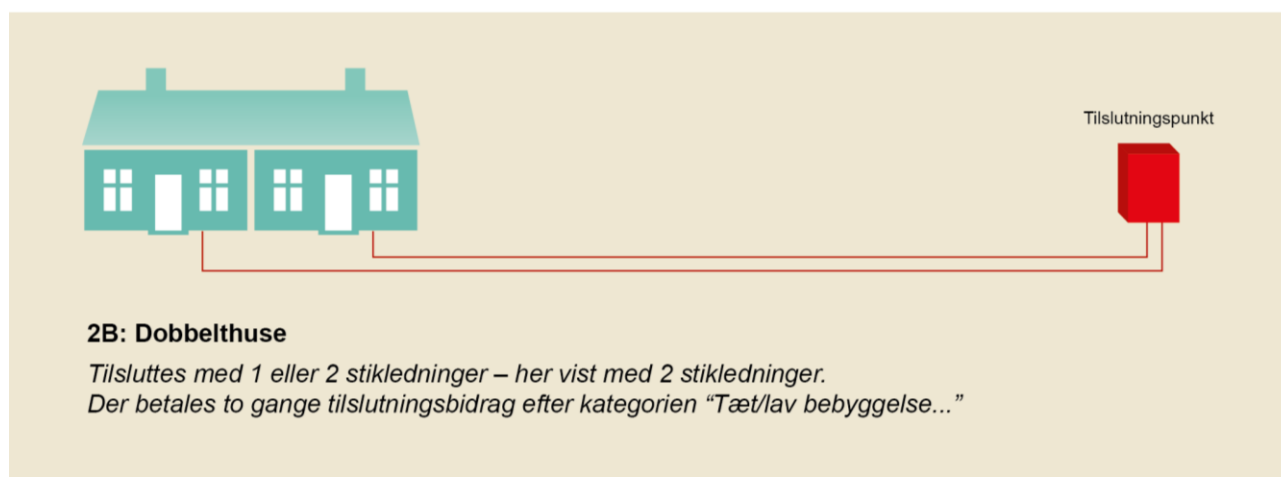 Tilslutningspunkt
2B: Dobbelthuse
Tilsluttes med 1 eller 2 stikledninger – her vist med 2 stikledninger.
Der betales to gange tilslutningsbidrag efter kategorien “Tæt/lav bebyggelse...”